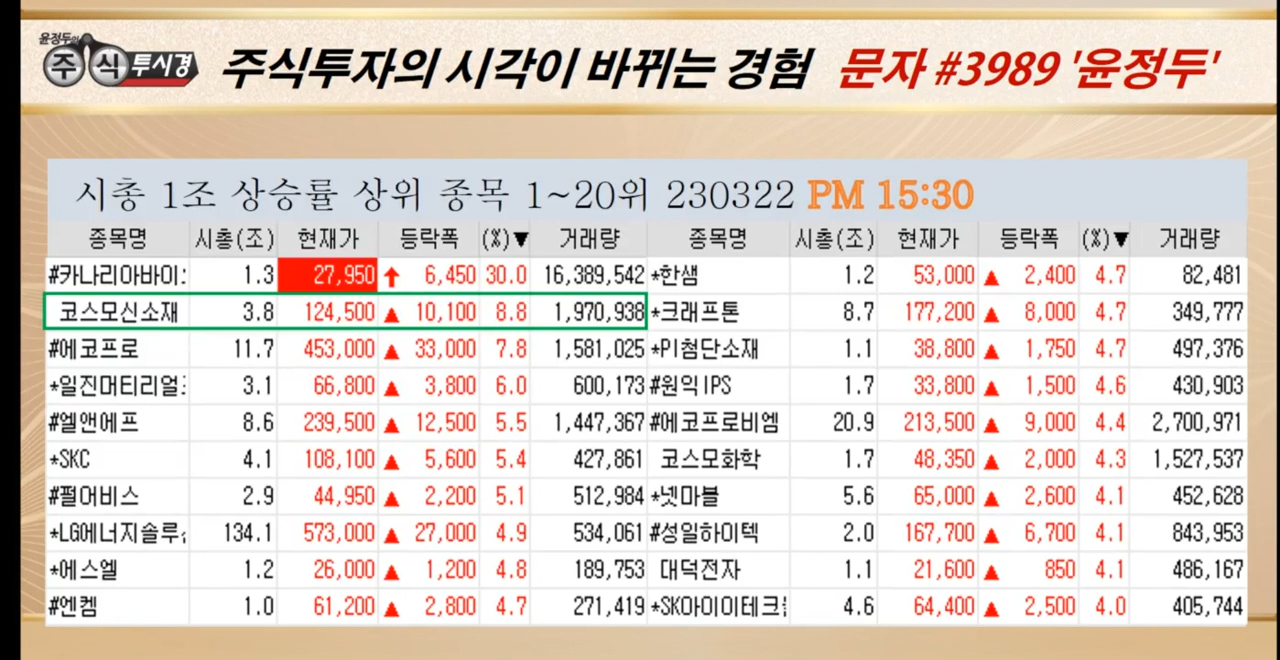 윤정두의
주식투시경
주식투자의 시각이 바뀌는 경험 문자 #3989 '윤정두'
시총 1조 상승률 상위 종목 1~20위 230322 PM 15:30
종목명 시총(조) 현재가 등락폭 (%)▼ 거래량 종목명 시총(조) 현재가 등락폭 (%)▼ 거래량
#카나리아바이 1.3 27,950 ↑ 6,450 30.0 16,389,542 *한샘 1.2 53,000 ▲ 2,400 4.7 82,481
코스모신소재 3.8 124,500 ▲ 10,100 8.8 1,970,938 *크래프톤 8.7 177,200 ▲ 8,000 4.7 349,777
#에코프로 11.7 453,000 ▲ 33,000 7.8 1,581,025 *PI첨단소재 1.1 38,800 ▲ 1,750 4.7 497,376
*일진머티리얼 3.1 66,800 ▲ 3,800 6.0 600,173 #원익IPS 1.7 33,800 ▲ 1,500 4.6 430,903
#엘앤에프 8.6 239,500 ▲ 12,500 5.5 1,447,367 #에코프로비엠 20.9 213,500 ▲ 9,000 4.4 2,700,971
*SKC 4.1 108,100 ▲ 5,600 5.4 427,861 코스모화학 1.7 48,350 ▲ 2,000 4.3 1,527,537
#펄어비스 2.9 44,950 ▲ 2,200 5.1 512,984 *넷마블 5.6 65,000 ▲ 2,600 4.1 452,628
*LG에너지솔루 134.1 573,000 ▲ 27,000 4.9 534,061 #성일하이텍 2.0 167,700 ▲ 6,700 4.1 843,953
*에스엘 1.2 26,000 ▲ 1,200 4.8 189,753 대덕전자 1.1 21,600 ▲ 850 4.1 486,167
#엔켐 1.0 61,200 ▲ 2,800 4.7 271,419 *SK아이이테크 4.6 64,400 ▲ 2,500 4.0 405,744